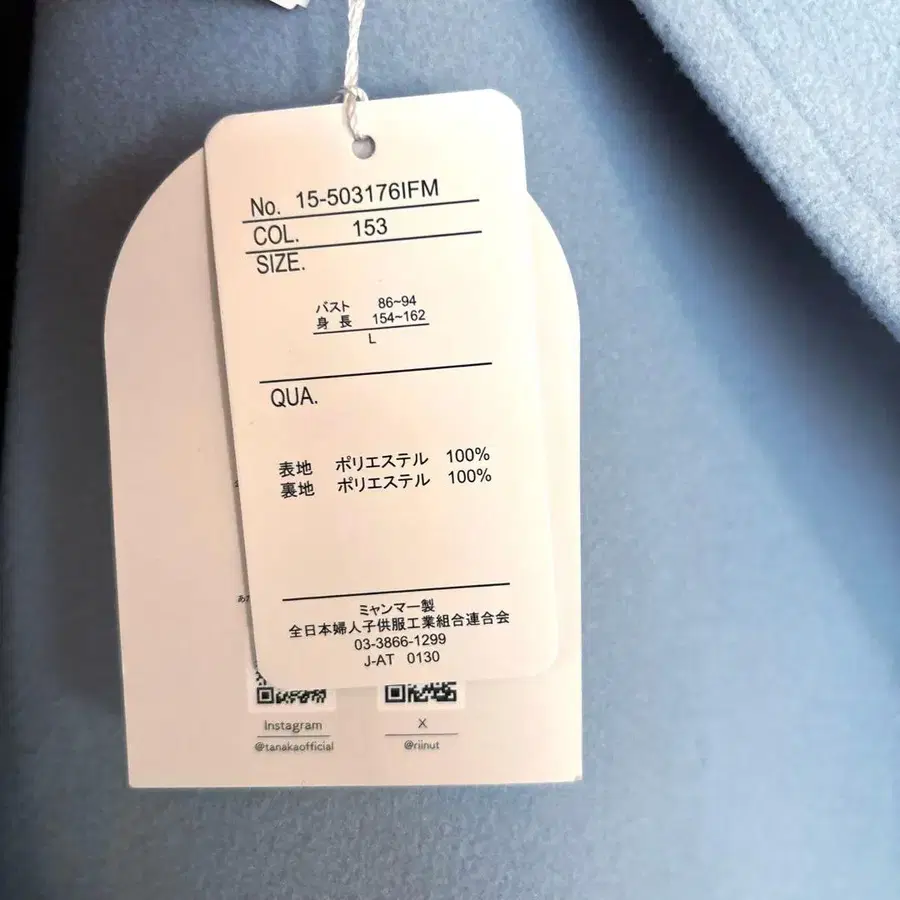 No. 15-503176IFM
COL. 153
SIZE.
バスト 86~94
身長 154~162
L
QUA.
表地 ポリエステル 100%
裏地 ポリエステル 100%
ミャンマー製
全日本婦人子供服工業組合連合会
03-3866-1299
J-AT 0130
Instagram
@tanakaofficial
X
@riinut